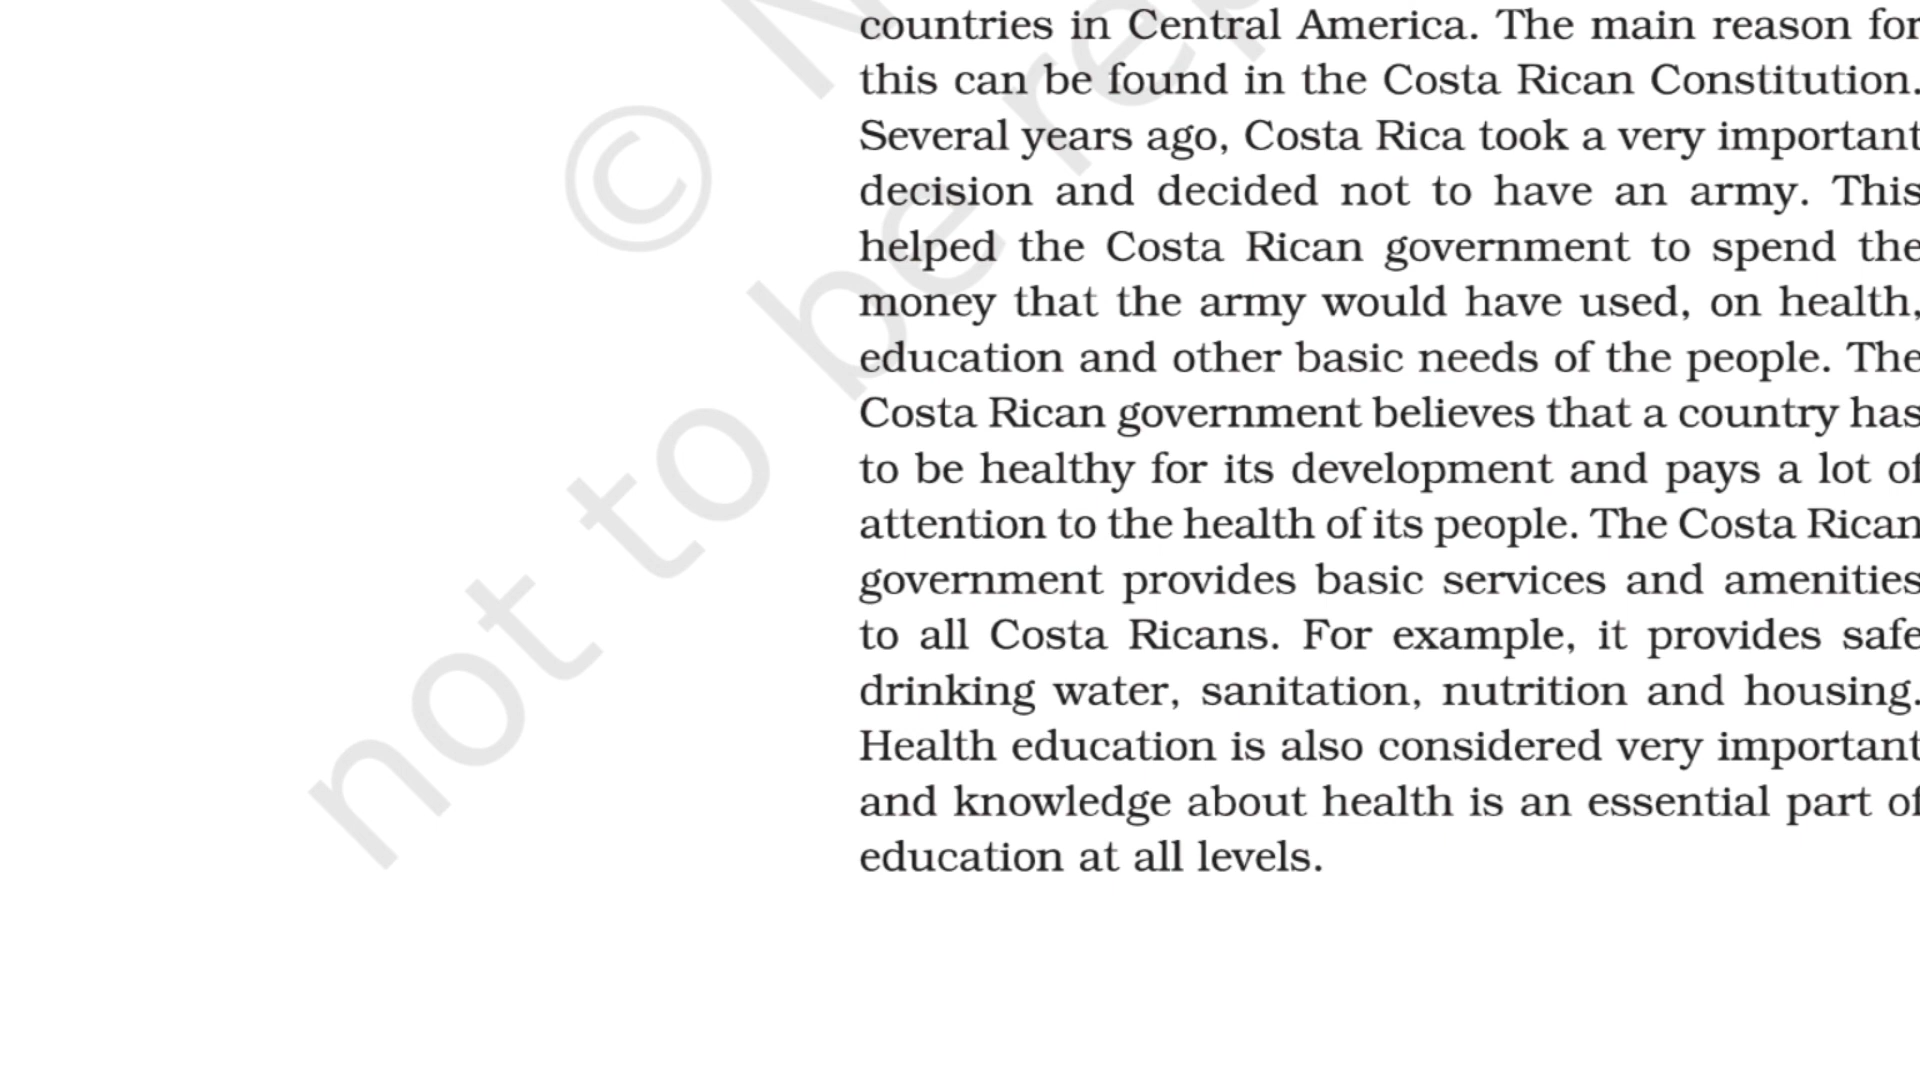 countries in Central America. The main reason for
this can be found in the Costa Rican Constitution.
Several years ago, Costa Rica took a very important
decision and decided not to have an army. This
helped the Costa Rican government to spend the
money that the army would have used, on health,
education and other basic needs of the people. The
Costa Rican government believes that a country has
to be healthy for its development and pays a lot of
attention to the health of its people. The Costa Rican
government provides basic services and amenities
to all Costa Ricans. For example, it provides safe
drinking water, sanitation, nutrition and housing.
Health education is also considered very important
and knowledge about health is an essential part of
education at all levels.
© N
not to be rep